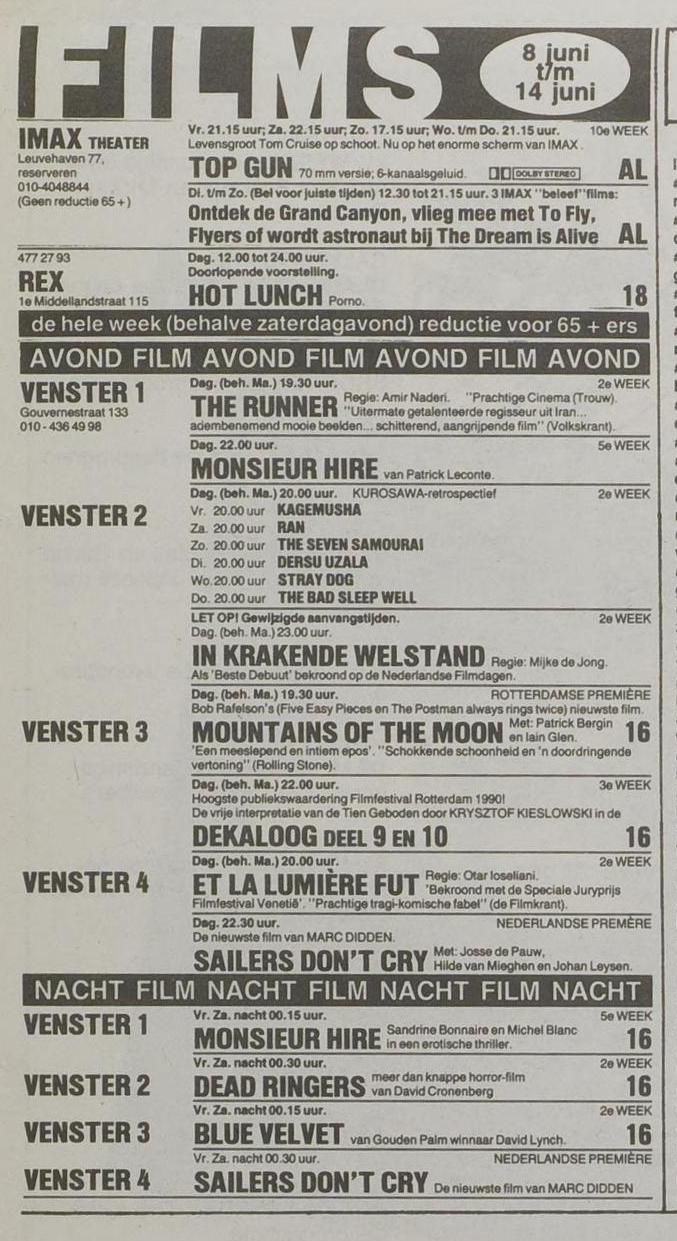 FILMS
8 juni
t/m
14 juni
IMAX THEATER
Leuvehaven 77,
reserveren
010-4048844
(Geen reductie 65+)
Vr. 21.15 uur; Za. 22.15 uur; Zo. 17.15 uur; Wo. t/m Do. 21.15 uur. 10e WEEK
Levensgroot Tom Cruise op schoot. Nu op het enorme scherm van IMAX.
TOP GUN 70 mm versie; 6-kanaalsgeluid. DOLBY STEREO AL
Di. t/m Zo. (Bel voor juiste tijden) 12.30 tot 21.15 uur. 3 IMAX "beleef"films:
Ontdek de Grand Canyon, vlieg mee met To Fly,
Flyers of wordt astronaut bij The Dream is Alive AL
477 27 93
REX
1e Middellandstraat 115
Dag. 12.00 tot 24.00 uur.
Doorlopende voorstelling.
HOT LUNCH Porno. 18
de hele week (behalve zaterdagavond) reductie voor 65 + ers
AVOND FILM AVOND FILM AVOND FILM AVOND
VENSTER 1
Gouvernestraat 133
010 - 436 49 98
Dag. (beh. Ma.) 19.30 uur. 2e WEEK
THE RUNNER Regie: Amir Naderi. "Prachtige Cinema (Trouw).
"Uitermate getalenteerde regisseur uit Iran...
adembenemend mooie beelden... schitterend, aangrijpende film" (Volkskrant).
Dag. 22.00 uur. 5e WEEK
MONSIEUR HIRE van Patrick Leconte.
VENSTER 2
Dag. (beh. Ma.) 20.00 uur. KUROSAWA-retrospectief 2e WEEK
Vr. 20.00 uur KAGEMUSHA
Za. 20.00 uur RAN
Zo. 20.00 uur THE SEVEN SAMOURAI
Di. 20.00 uur DERSU UZALA
Wo. 20.00 uur STRAY DOG
Do. 20.00 uur THE BAD SLEEP WELL
LET OP! Gewijzigde aanvangstijden. 2e WEEK
Dag. (beh. Ma.) 23.00 uur.
IN KRAKENDE WELSTAND Regie: Mijke de Jong.
Als 'Beste Debuut' bekroond op de Nederlandse Filmdagen.
VENSTER 3
Dag. (beh. Ma.) 19.30 uur. ROTTERDAMSE PREMIÈRE
Bob Rafelson's (Five Easy Pieces en The Postman always rings twice) nieuwste film.
MOUNTAINS OF THE MOON Met: Patrick Bergin
en Iain Glen. 16
'Een meeslepend en intiem epos'. "Schokkende schoonheid en 'n doordringende
vertoning" (Rolling Stone).
Dag. (beh. Ma.) 22.00 uur. 3e WEEK
Hoogste publiekswaardering Filmfestival Rotterdam 1990!
De vrije interpretatie van de Tien Geboden door KRYSZTOF KIESLOWSKI in de
DEKALOOG DEEL 9 EN 10 16
VENSTER 4
Dag. (beh. Ma.) 20.00 uur. 2e WEEK
ET LA LUMIÈRE FUT Regie: Otar Ioseliani.
'Bekroond met de Speciale Juryprijs
Filmfestival Venetië'. "Prachtige tragi-komische fabel" (de Filmkrant).
Dag. 22.30 uur. NEDERLANDSE PREMÈRE
De nieuwste film van MARC DIDDEN.
SAILERS DON'T CRY Met: Josse de Pauw,
Hilde van Mieghen en Johan Leysen.
NACHT FILM NACHT FILM NACHT FILM NACHT
VENSTER 1
Vr. Za. nacht 00.15 uur. 5e WEEK
MONSIEUR HIRE Sandrine Bonnaire en Michel Blanc
in een erotische thriller. 16
VENSTER 2
Vr. Za. nacht 00.30 uur. 2e WEEK
DEAD RINGERS meer dan knappe horror-film
van David Cronenberg 16
VENSTER 3
Vr. Za. nacht 00.15 uur. 2e WEEK
BLUE VELVET van Gouden Palm winnaar David Lynch. 16
VENSTER 4
Vr. Za. nacht 00.30 uur. NEDERLANDSE PREMIÈRE
SAILERS DON'T CRY De nieuwste film van MARC DIDDEN